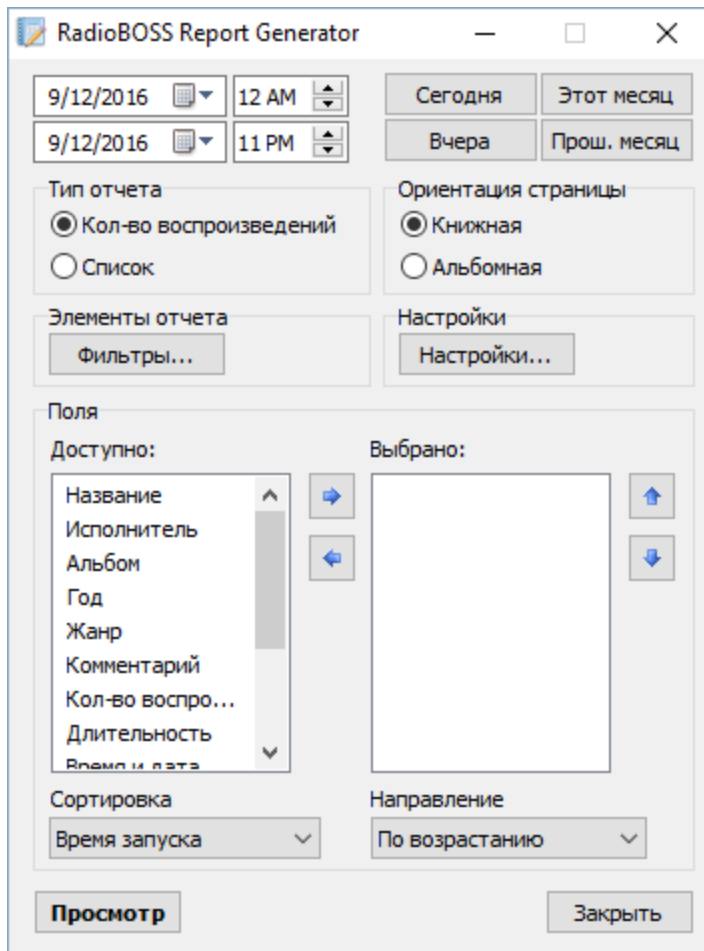 RadioBOSS Report Generator
9/12/2016 12 AM Сегодня Этот месяц
9/12/2016 11 PM Вчера Прош. месяц
Тип отчета Ориентация страницы
Кол-во воспроизведений Книжная
Список Альбомная
Элементы отчета Настройки
Фильтры... Настройки...
Поля
Доступно: Выбрано:
Название
Исполнитель
Альбом
Год
Жанр
Комментарий
Кол-во воспро...
Длительность
Время и дата
Сортировка Направление
Время запуска По возрастанию
Просмотр Закрыть